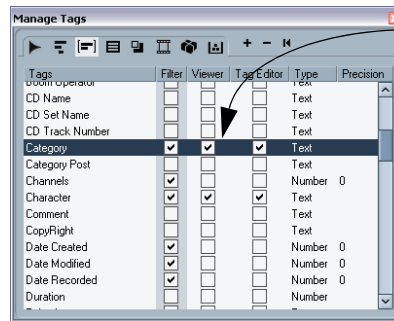 Manage Tags
Tags Filter Viewer Tag Editor Type Precision
Boom Operator Text
CD Name Text
CD Set Name Text
CD Track Number Text
Category Text
Category Post Text
Channels Number 0
Character Text
Comment Text
CopyRight Text
Date Created Number 0
Date Modified Number 0
Date Recorded Number 0
Duration Number